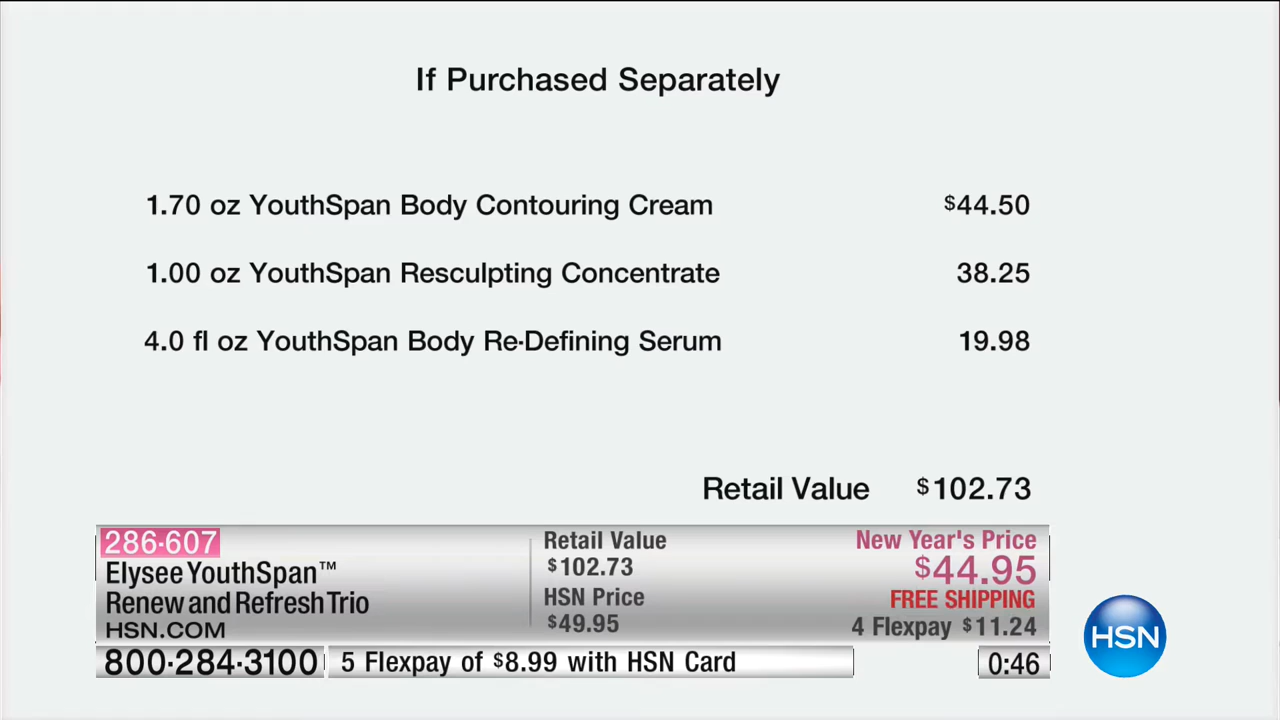 If Purchased Separately
1.70 oz YouthSpan Body Contouring Cream $44.50
1.00 oz YouthSpan Resculpting Concentrate 38.25
4.0 fl oz YouthSpan Body Re-Defining Serum 19.98
Retail Value $102.73
286-607
Elysee YouthSpan™
Renew and Refresh Trio
HSN.COM
Retail Value
$102.73
HSN Price
$49.95
New Year's Price
$44.95
FREE SHIPPING
4 Flexpay $11.24
800-284-3100
5 Flexpay of $8.99 with HSN Card
0:46
HSN